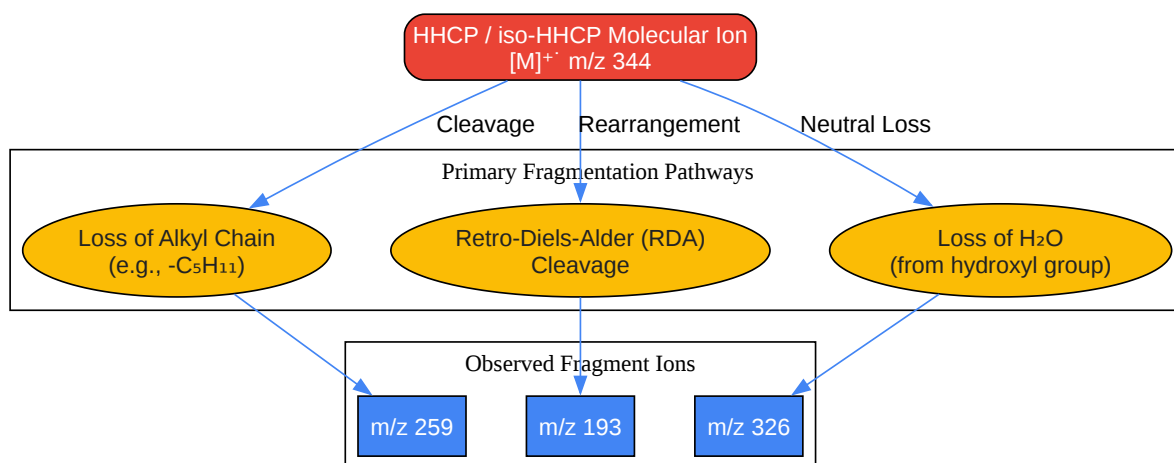 HHCP / iso-HHCP Molecular Ion
[M]⁺˙ m/z 344
Cleavage
Rearrangement
Neutral Loss
Primary Fragmentation Pathways
Loss of Alkyl Chain
(e.g., -C₅H₁₁)
Retro-Diels-Alder (RDA)
Cleavage
Loss of H₂O
(from hydroxyl group)
Observed Fragment Ions
m/z 259
m/z 193
m/z 326